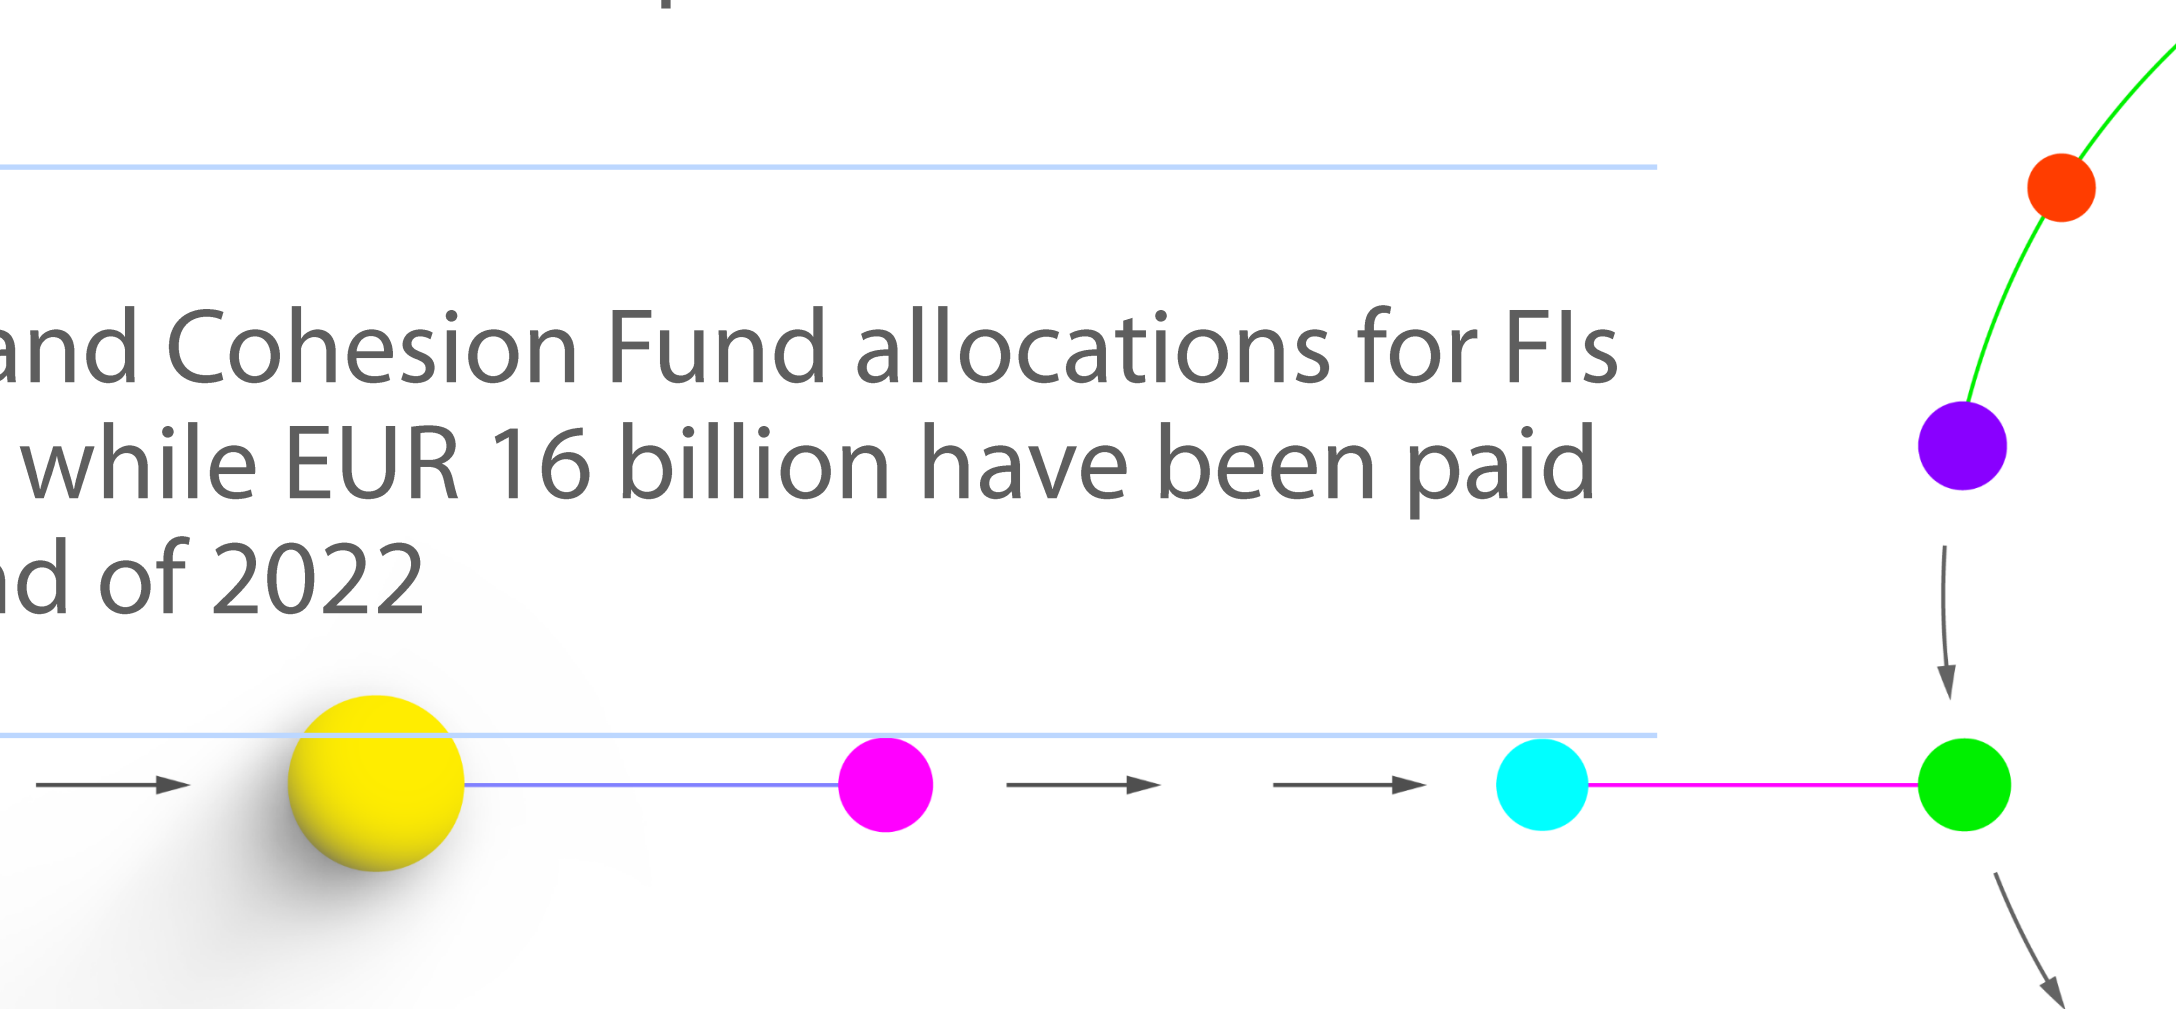 and Cohesion Fund allocations for FIs
while EUR 16 billion have been paid
of 2022